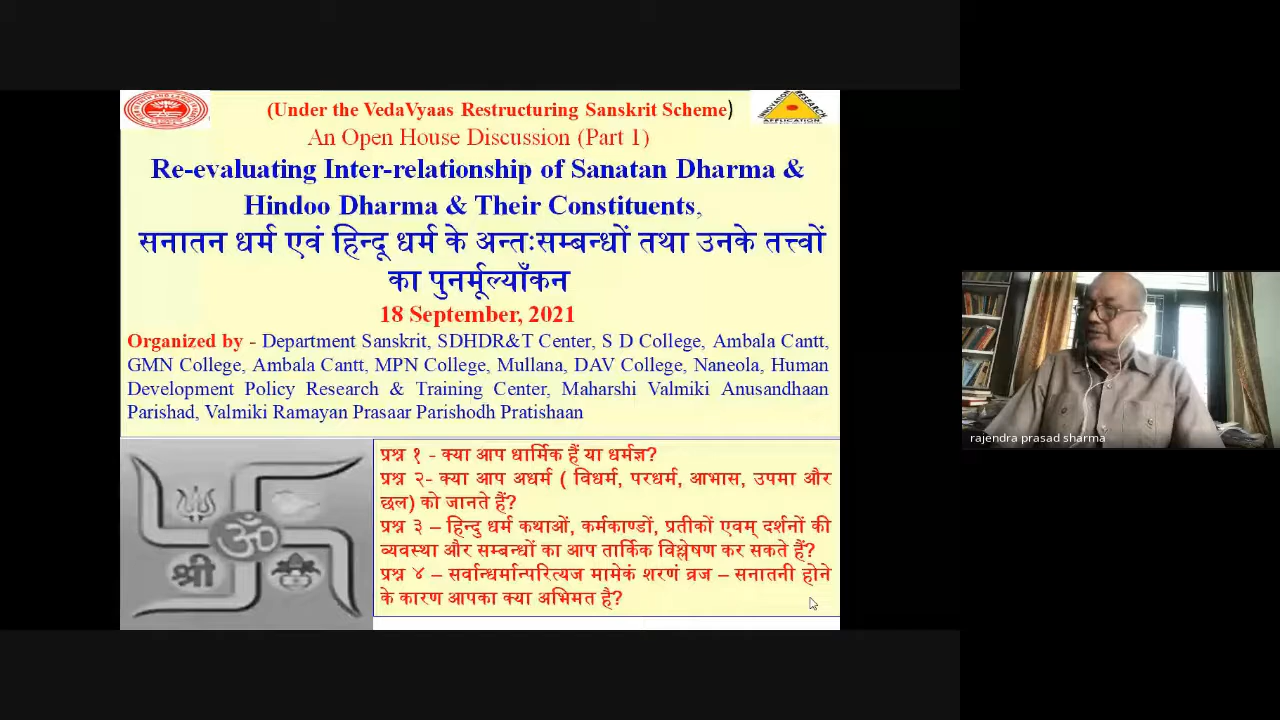 (Under the VedaVyaas Restructuring Sanskrit Scheme)
An Open House Discussion (Part 1)
Re-evaluating Inter-relationship of Sanatan Dharma &
Hindoo Dharma & Their Constituents,
सनातन धर्म एवं हिन्दू धर्म के अन्तःसम्बन्धों तथा उनके तत्त्वों
का पुनर्मूल्याँकन
18 September, 2021
Organized by - Department Sanskrit, SDHDR&T Center, S D College, Ambala Cantt,
GMN College, Ambala Cantt, MPN College, Mullana, DAV College, Naneola, Human
Development Policy Research & Training Center, Maharshi Valmiki Anusandhaan
Parishad, Valmiki Ramayan Prasaar Parishodh Pratishaan
ॐ
श्री
प्रश्न १ - क्या आप धार्मिक हैं या धर्मज्ञ?
प्रश्न २- क्या आप अधर्म ( विधर्म, परधर्म, आभास, उपमा और
छल) को जानते हैं?
प्रश्न ३ – हिन्दु धर्म कथाओं, कर्मकाण्डों, प्रतीकों एवम् दर्शनों की
व्यवस्था और सम्बन्धों का आप तार्किक विश्लेषण कर सकते हैं?
प्रश्न ४ – सर्वान्धर्मान्परित्यज मामेकं शरणं व्रज – सनातनी होने
के कारण आपका क्या अभिमत है?
rajendra prasad sharma